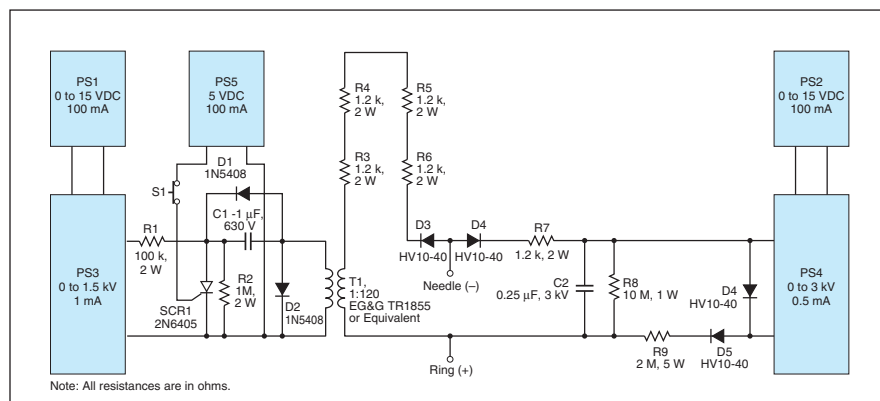 PS1
0 to 15 VDC
100 mA
PS5
5 VDC
100 mA
PS2
0 to 15 VDC
100 mA
R4
1.2 k,
2 W
R5
1.2 k,
2 W
R3
1.2 k,
2 W
R6
1.2 k,
2 W
D1
1N5408
S1
C1 -1 µF,
630 V
R1
100 k,
2 W
R2
1M,
2 W
SCR1
2N6405
D2
1N5408
PS3
0 to 1.5 kV
1 mA
T1,
1:120
EG&G TR1855
or Equivalent
D3
HV10-40
D4
HV10-40
R7
1.2 k, 2 W
Needle (–)
C2
0.25 µF, 3 kV
R8
10 M, 1 W
D4
HV10-40
PS4
0 to 3 kV
0.5 mA
R9
2 M, 5 W
D5
HV10-40
Ring (+)
Note: All resistances are in ohms.